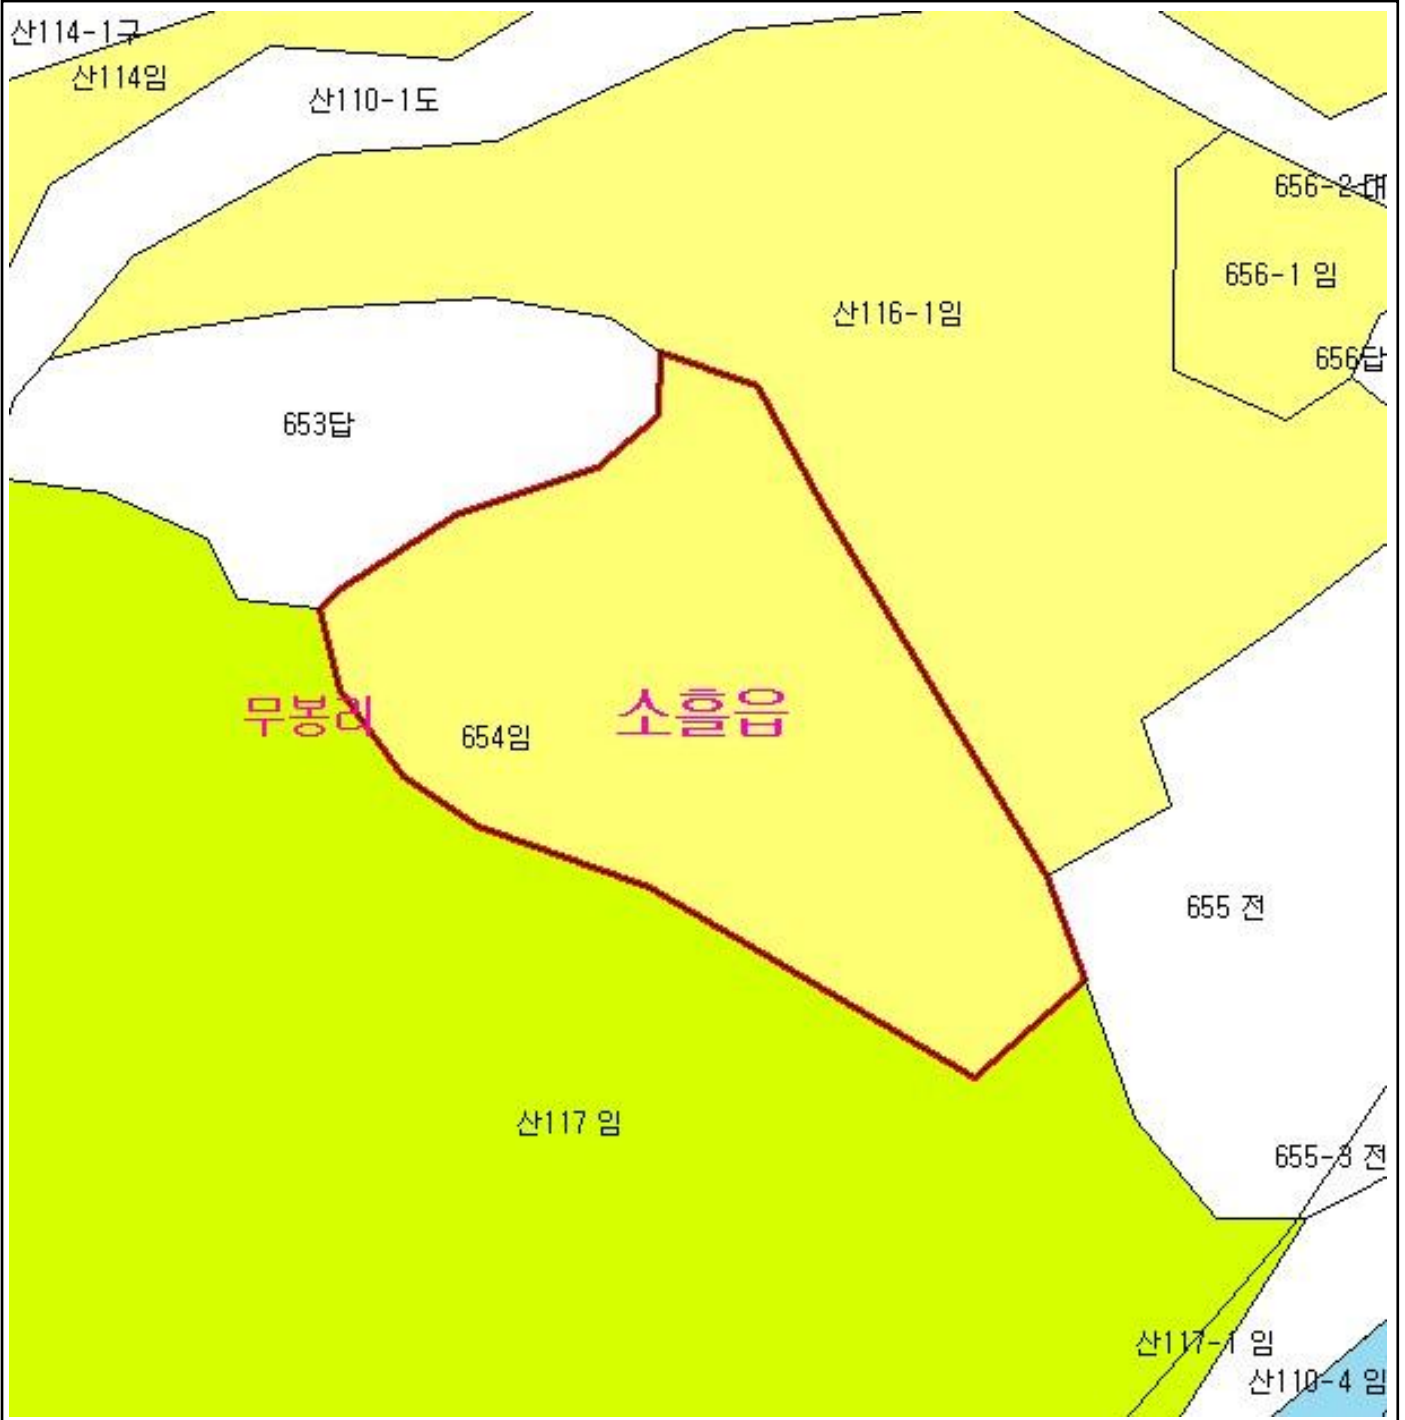 산114-1구
산114임
산110-1도
656-2 대
656-1 임
산116-1임
656답
653답
무봉리
소흘읍
654임
655 전
산117 임
655-3 전
산117-1 임
산110-4 임